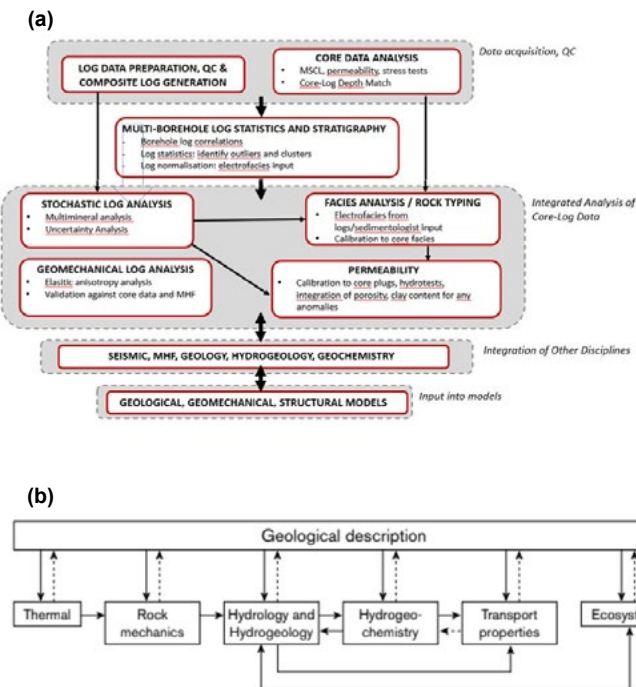 (a)
LOG DATA PREPARATION, QC &
COMPOSITE LOG GENERATION
CORE DATA ANALYSIS
• MSCL, permeability, stress tests
• Core-Log Depth Match
Data acquisition, QC
MULTI-BOREHOLE LOG STATISTICS AND STRATIGRAPHY
Borehole log correlations
Log statistics: identify outliers and clusters
Log normalisation: electrofacies input
STOCHASTIC LOG ANALYSIS
• Multimineral analysis
• Uncertainty Analysis
FACIES ANALYSIS / ROCK TYPING
• Electrofacies from
logs/sedimentologist input
• Calibration to core facies
Integrated Analysis of
Core-Log Data
GEOMECHANICAL LOG ANALYSIS
• Elasitic anisotropy analysis
• Validation against core data and MHF
PERMEABILITY
• Calibration to core plugs, hydrotests,
integration of porosity, clay content for any
anomalies
SEISMIC, MHF, GEOLOGY, HYDROGEOLOGY, GEOCHEMISTRY
Integration of Other Disciplines
GEOLOGICAL, GEOMECHANICAL, STRUCTURAL MODELS
Input into models
(b)
Geological description
Thermal
Rock
mechanics
Hydrology and
Hydrogeology
Hydrogeo-
chemistry
Transport
properties
Ecosyst